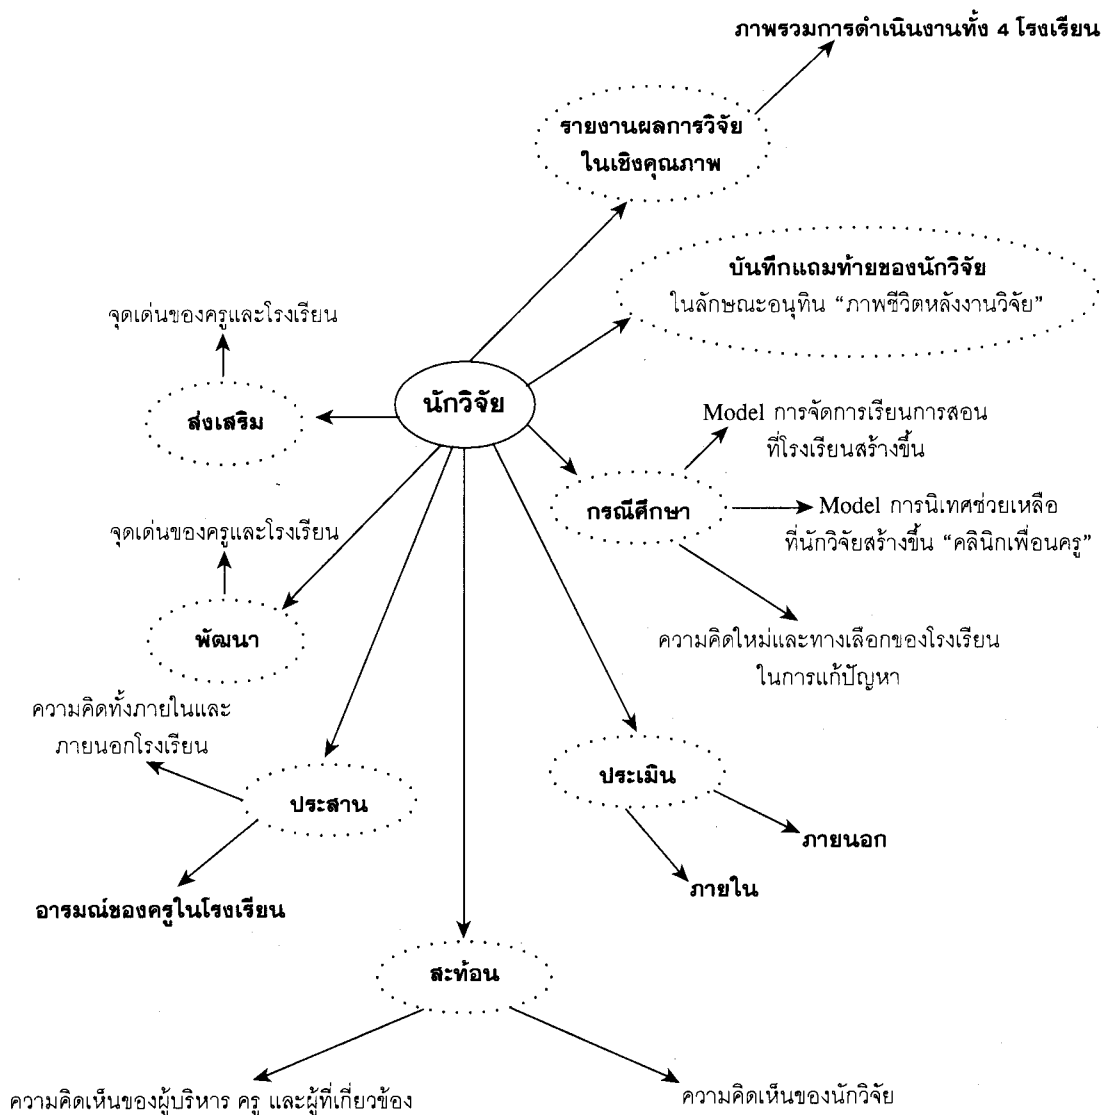 ภาพรวมการดำเนินงานทั้ง 4 โรงเรียน
รายงานผลการวิจัย
ในเชิงคุณภาพ
บันทึกแถมท้ายของนักวิจัย
ในลักษณะอนุทิน “ภาพชีวิตหลังงานวิจัย”
จุดเด่นของครูและโรงเรียน
ส่งเสริม
นักวิจัย
Model การจัดการเรียนการสอน
ที่โรงเรียนสร้างขึ้น
กรณีศึกษา
Model การนิเทศช่วยเหลือ
ที่นักวิจัยสร้างขึ้น “คลินิกเพื่อนครู”
จุดเด่นของครูและโรงเรียน
พัฒนา
ความคิดใหม่และทางเลือกของโรงเรียน
ในการแก้ปัญหา
ความคิดทั้งภายในและ
ภายนอกโรงเรียน
ประสาน
ประเมิน
ภายนอก
ภายใน
อารมณ์ของครูในโรงเรียน
สะท้อน
ความคิดเห็นของผู้บริหาร ครู และผู้ที่เกี่ยวข้อง
ความคิดเห็นของนักวิจัย